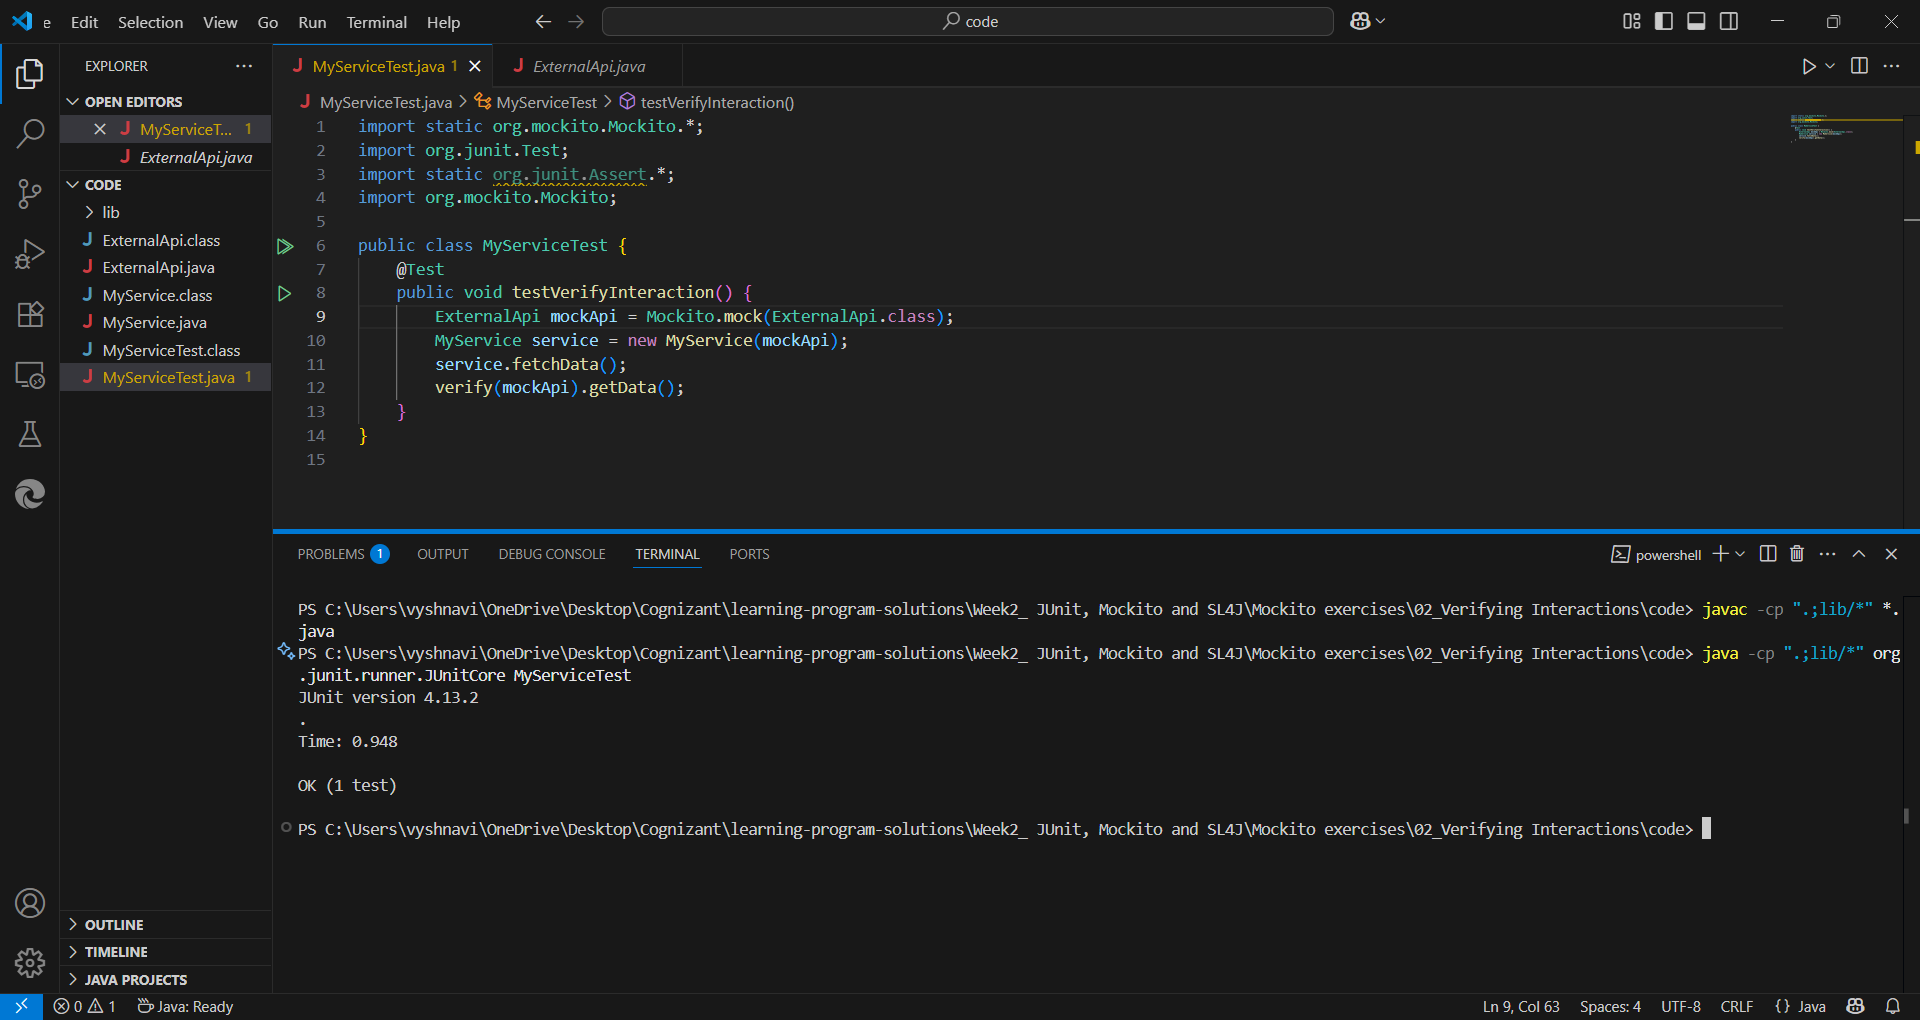 e Edit Selection View Go Run Terminal Help
code
EXPLORER
OPEN EDITORS
MyServiceT... 1
ExternalApi.java
CODE
lib
ExternalApi.class
ExternalApi.java
MyService.class
MyService.java
MyServiceTest.class
MyServiceTest.java 1
OUTLINE
TIMELINE
JAVA PROJECTS
MyServiceTest.java 1
ExternalApi.java
MyServiceTest.java > MyServiceTest > testVerifyInteraction()
1 import static org.mockito.Mockito.*;
2 import org.junit.Test;
3 import static org.junit.Assert.*;
4 import org.mockito.Mockito;
5
6 public class MyServiceTest {
7 @Test
8 public void testVerifyInteraction() {
9 ExternalApi mockApi = Mockito.mock(ExternalApi.class);
10 MyService service = new MyService(mockApi);
11 service.fetchData();
12 verify(mockApi).getData();
13 }
14 }
15
PROBLEMS 1 OUTPUT DEBUG CONSOLE TERMINAL PORTS
powershell
PS C:\Users\vyshnavi\OneDrive\Desktop\Cognizant\learning-program-solutions\Week2_ JUnit, Mockito and SL4J\Mockito exercises\02_Verifying Interactions\code> javac -cp ".;lib/*" *.
java
PS C:\Users\vyshnavi\OneDrive\Desktop\Cognizant\learning-program-solutions\Week2_ JUnit, Mockito and SL4J\Mockito exercises\02_Verifying Interactions\code> java -cp ".;lib/*" org
.junit.runner.JUnitCore MyServiceTest
JUnit version 4.13.2
.
Time: 0.948
OK (1 test)
PS C:\Users\vyshnavi\OneDrive\Desktop\Cognizant\learning-program-solutions\Week2_ JUnit, Mockito and SL4J\Mockito exercises\02_Verifying Interactions\code>
0 1 Java: Ready
Ln 9, Col 63 Spaces: 4 UTF-8 CRLF {} Java